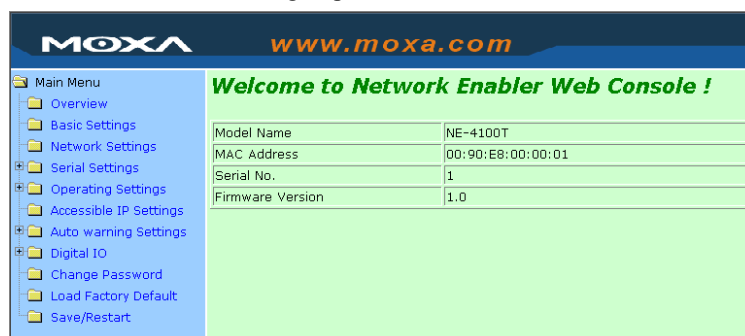 MOXA www.moxa.com
Main Menu
Overview
Basic Settings
Network Settings
Serial Settings
Operating Settings
Accessible IP Settings
Auto warning Settings
Digital IO
Change Password
Load Factory Default
Save/Restart
Welcome to Network Enabler Web Console !
Model Name NE-4100T
MAC Address 00:90:E8:00:00:01
Serial No. 1
Firmware Version 1.0